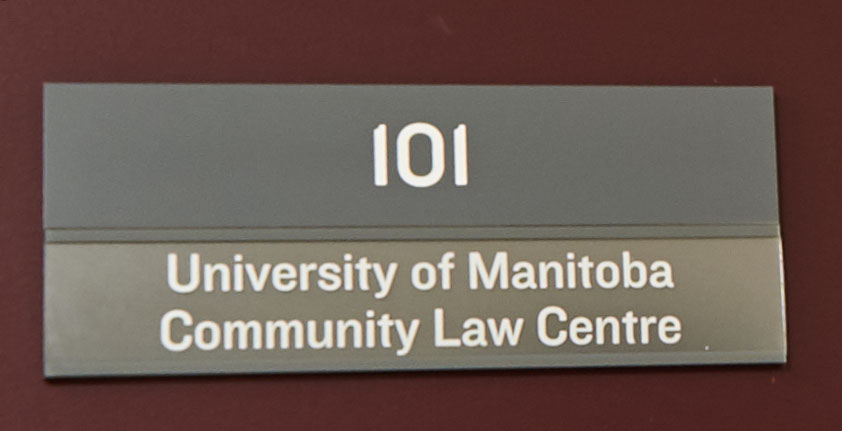 101
University of Manitoba
Community Law Centre